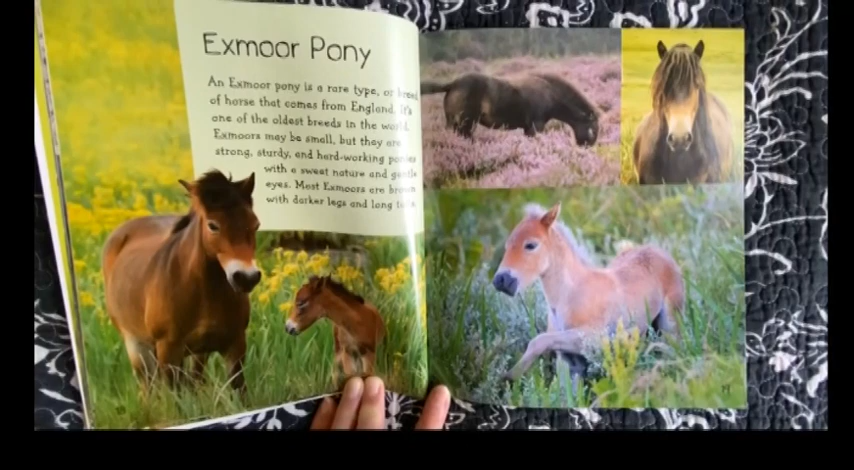 Exmoor Pony
An Exmoor pony is a rare type, or breed
of horse that comes from England. It's
one of the oldest breeds in the world.
Exmoors may be small, but they are
strong, sturdy, and hard-working ponies
with a sweet nature and gentle
eyes. Most Exmoors are brown
with darker legs and long